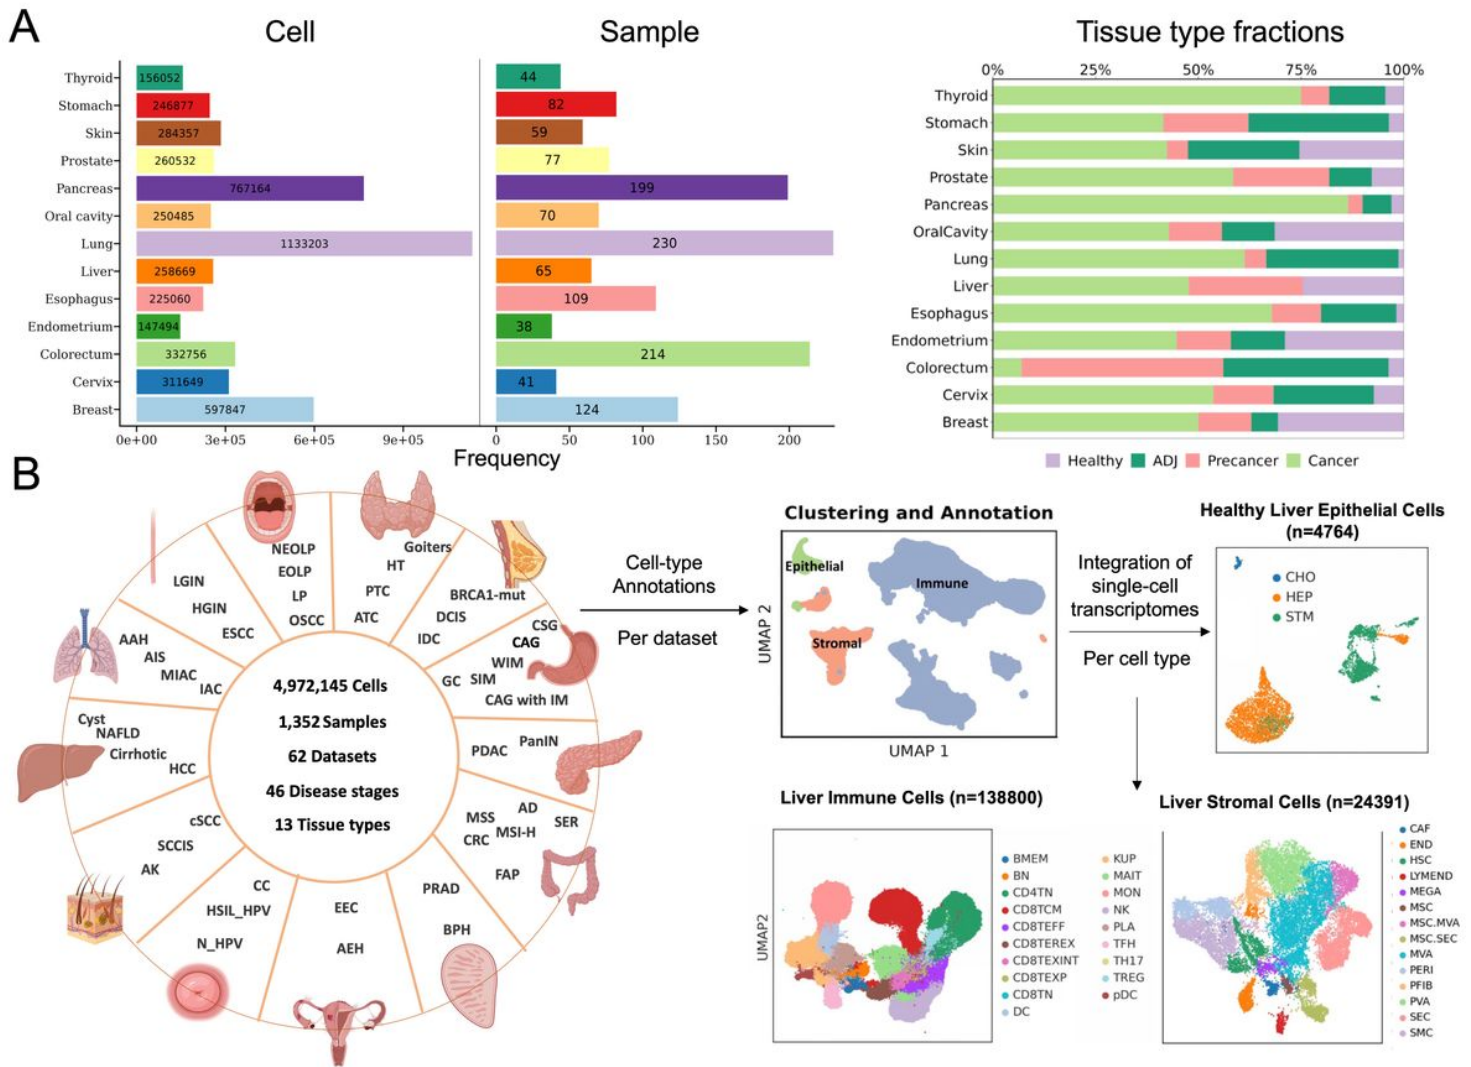 A
Cell
Sample
Tissue type fractions
Thyroid
Stomach
Skin
Prostate
Pancreas
Oral cavity
Lung
Liver
Esophagus
Endometrium
Colorectum
Cervix
Breast
156052
246877
284357
260532
767164
250485
1133203
258669
225060
147494
332756
311649
597847
0e+00 3e+05 6e+05 9e+05
44
82
59
77
199
70
230
65
109
38
214
41
124
0 50 100 150 200
Frequency
0% 25% 50% 75% 100%
Thyroid
Stomach
Skin
Prostate
Pancreas
OralCavity
Lung
Liver
Esophagus
Endometrium
Colorectum
Cervix
Breast
Healthy ADJ Precancer Cancer
B
NEOLP
EOLP
LP
OSCC
Goiters
HT
PTC
ATC
BRCA1-mut
DCIS
IDC
CSG
CAG
WIM
SIM
GC
CAG with IM
PanIN
PDAC
AD
SER
MSS
MSI-H
CRC
FAP
PRAD
BPH
EEC
AEH
CC
HSIL_HPV
N_HPV
cSCC
SCCIS
AK
Cyst
NAFLD
Cirrhotic
HCC
AAH
AIS
MIAC
IAC
LGIN
HGIN
ESCC
4,972,145 Cells
1,352 Samples
62 Datasets
46 Disease stages
13 Tissue types
Cell-type
Annotations
Per dataset
Clustering and Annotation
Epithelial
Immune
Stromal
UMAP 2
UMAP 1
Integration of
single-cell
transcriptomes
Per cell type
Healthy Liver Epithelial Cells
(n=4764)
CHO
HEP
STM
Liver Immune Cells (n=138800)
UMAP2
BMEM
BN
CD4TN
CD8TCM
CD8TEFF
CD8TEREX
CD8TEXINT
CD8TEXP
CD8TN
DC
KUP
MAIT
MON
NK
PLA
TFH
TH17
TREG
pDC
Liver Stromal Cells (n=24391)
CAF
END
HSC
LYMEND
MEGA
MSC
MSC.MVA
MSC.SEC
MVA
PERI
PFIB
PVA
SEC
SMC